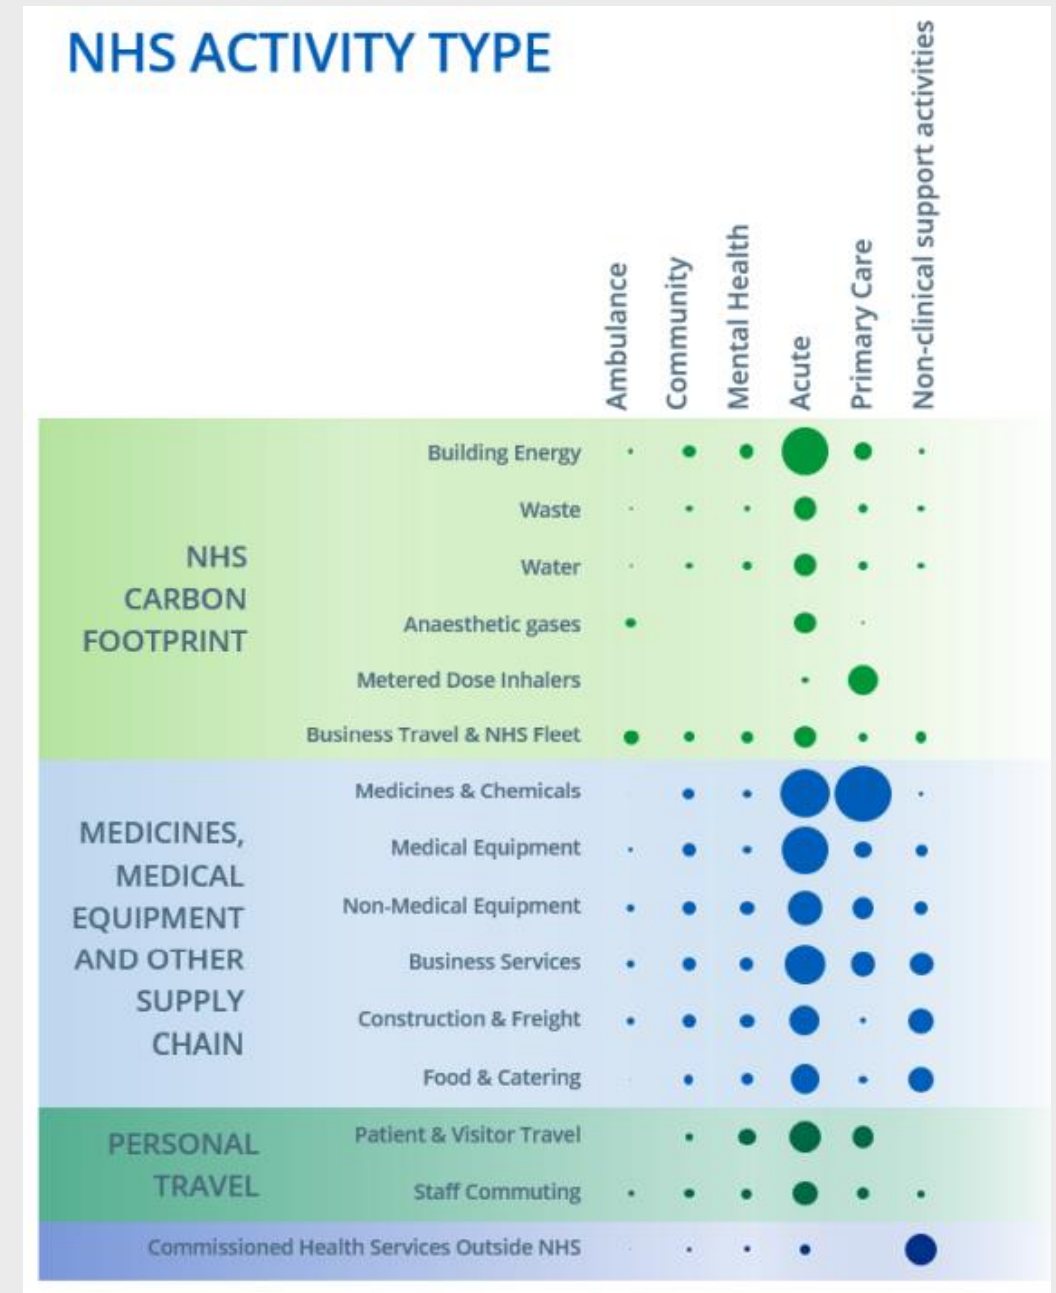 NHS ACTIVITY TYPE
Ambulance
Community
Mental Health
Acute
Primary Care
Non-clinical support activities
NHS
CARBON
FOOTPRINT
Building Energy
Waste
Water
Anaesthetic gases
Metered Dose Inhalers
Business Travel & NHS Fleet
MEDICINES,
MEDICAL
EQUIPMENT
AND OTHER
SUPPLY
CHAIN
Medicines & Chemicals
Medical Equipment
Non-Medical Equipment
Business Services
Construction & Freight
Food & Catering
PERSONAL
TRAVEL
Patient & Visitor Travel
Staff Commuting
Commissioned Health Services Outside NHS